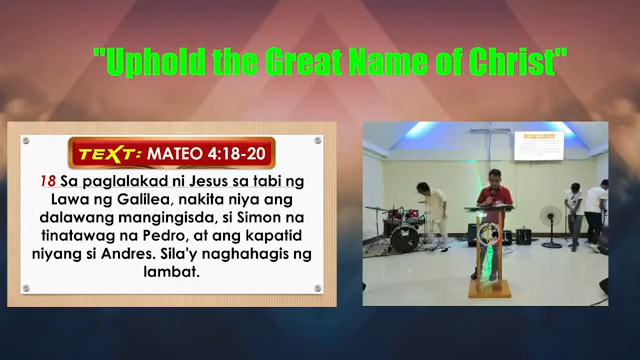 "Uphold the Great Name of Christ"
TEXT: MATEO 4:18-20
18 Sa paglalakad ni Jesus sa tabi ng
Lawa ng Galilea, nakita niya ang
dalawang mangingisda, si Simon na
tinatawag na Pedro, at ang kapatid
niyang si Andres. Sila'y naghahagis ng
lambat.